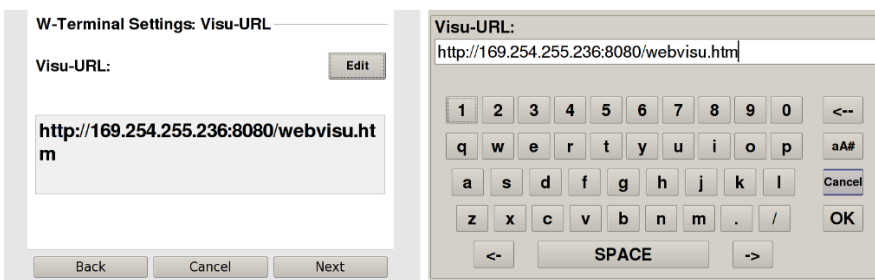 W-Terminal Settings: Visu-URL
Visu-URL:
Edit
http://169.254.255.236:8080/webvisu.ht
m
Back
Cancel
Next
Visu-URL:
http://169.254.255.236:8080/webvisu.htm
1 2 3 4 5 6 7 8 9 0 <--
q w e r t y u i o p aA#
a s d f g h j k l Cancel
z x c v b n m . / OK
<- SPACE ->